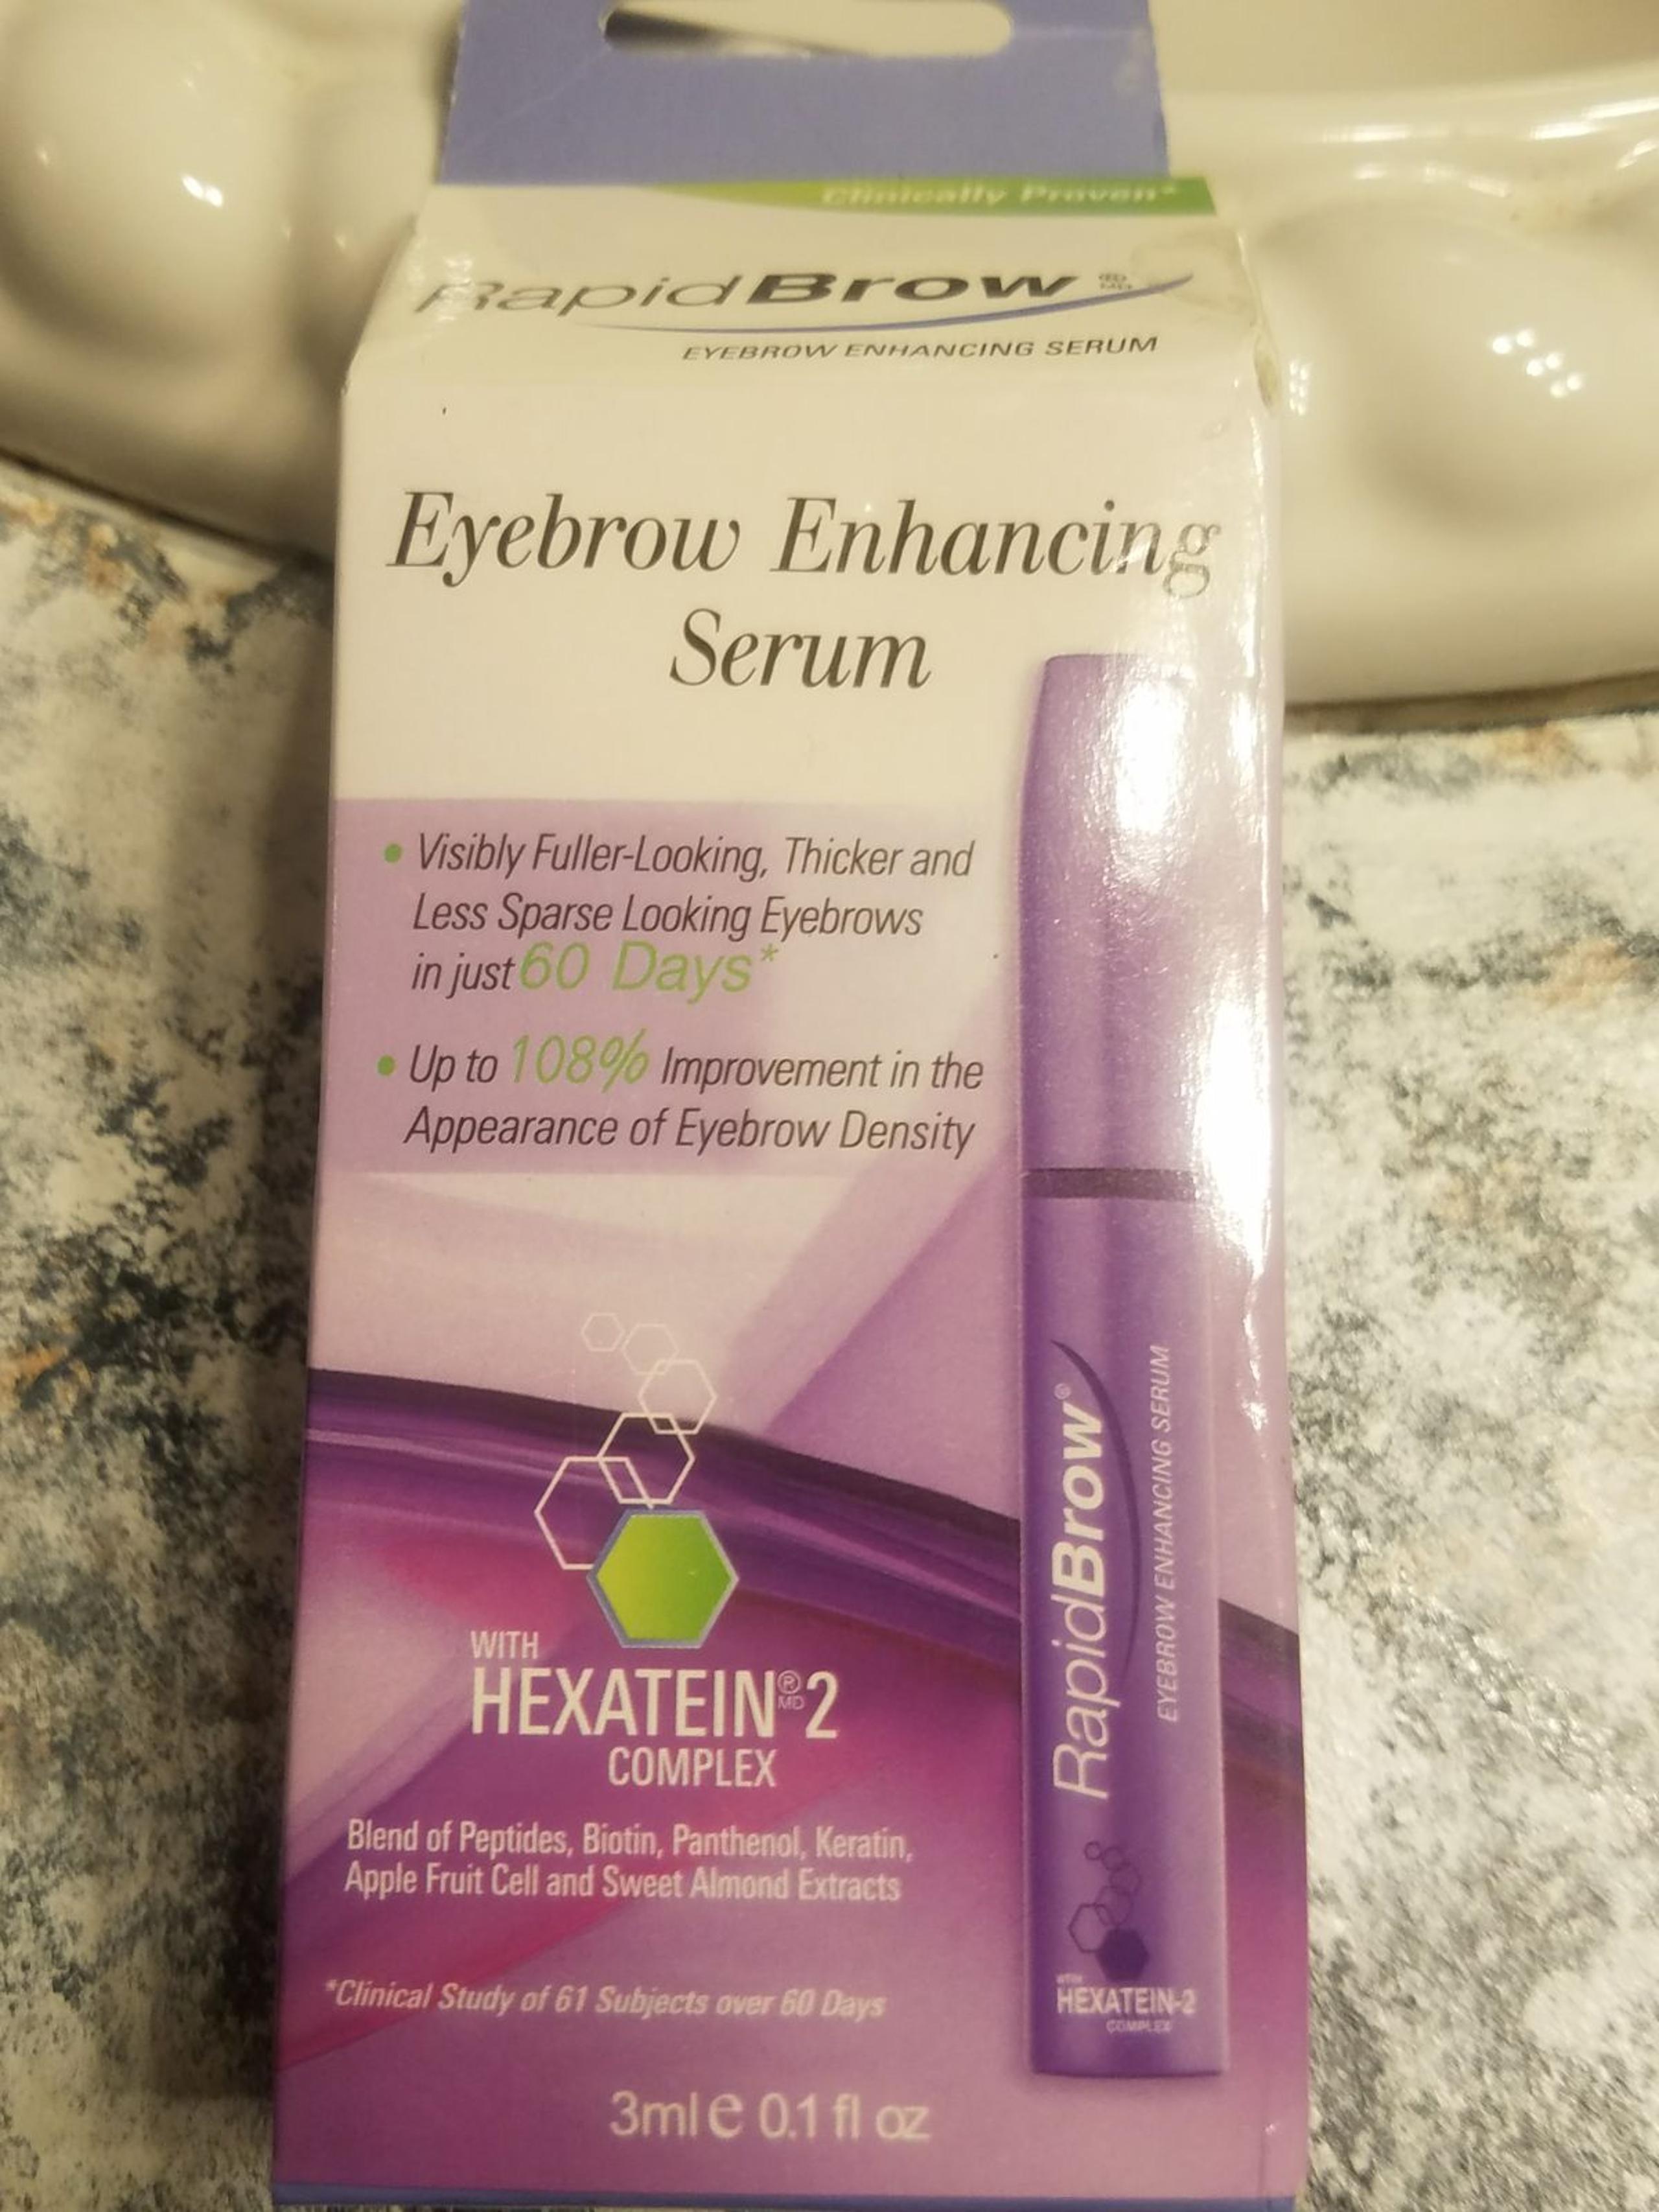 Clinically Proven*
RapidBrow ® MD
EYEBROW ENHANCING SERUM
Eyebrow Enhancing
Serum
• Visibly Fuller-Looking, Thicker and
Less Sparse Looking Eyebrows
in just 60 Days*
• Up to 108% Improvement in the
Appearance of Eyebrow Density
WITH
HEXATEIN® MD 2
COMPLEX
Blend of Peptides, Biotin, Panthenol, Keratin,
Apple Fruit Cell and Sweet Almond Extracts
*Clinical Study of 61 Subjects over 60 Days
3ml e 0.1 fl oz
RapidBrow®
EYEBROW ENHANCING SERUM
WITH
HEXATEIN-2
COMPLEX